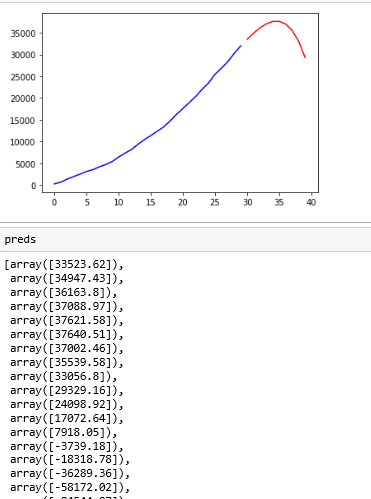 35000
30000
25000
20000
15000
10000
5000
0
0 5 10 15 20 25 30 35 40
preds
[array([33523.62]),
array([34947.43]),
array([36163.8]),
array([37088.97]),
array([37621.58]),
array([37640.51]),
array([37002.46]),
array([35539.58]),
array([33056.8]),
array([29329.16]),
array([24098.92]),
array([17072.64]),
array([7918.05]),
array([-3739.18]),
array([-18318.78]),
array([-36289.36]),
array([-58172.02]),